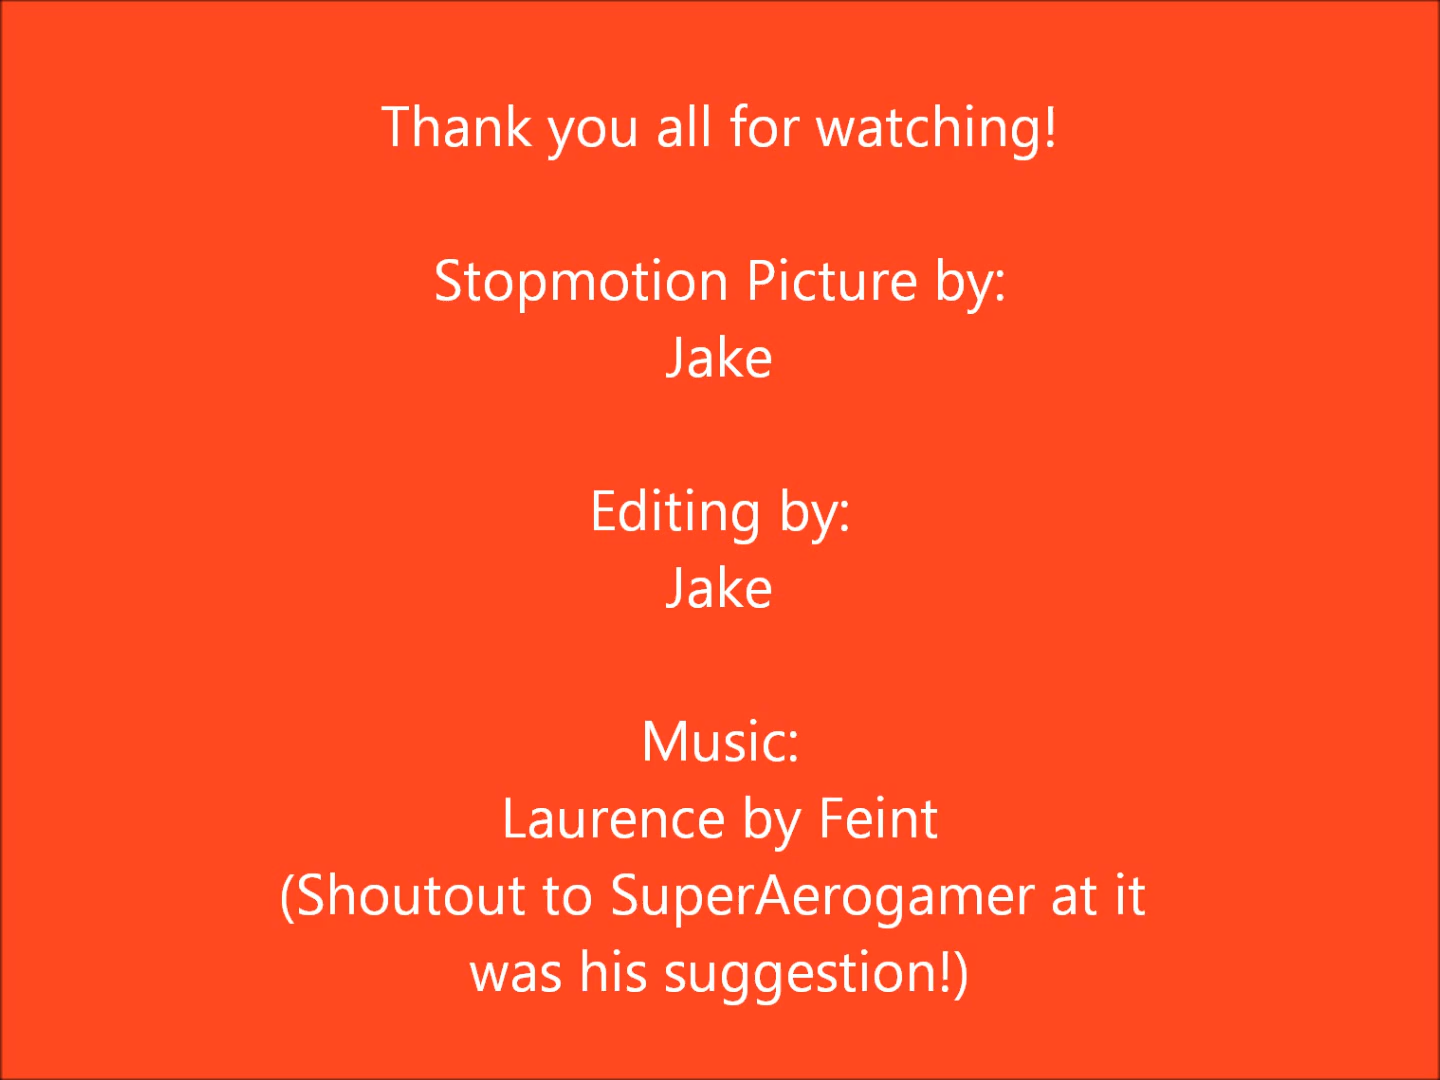 Thank you all for watching!
Stopmotion Picture by:
Jake
Editing by:
Jake
Music:
Laurence by Feint
(Shoutout to SuperAerogamer at it
was his suggestion!)